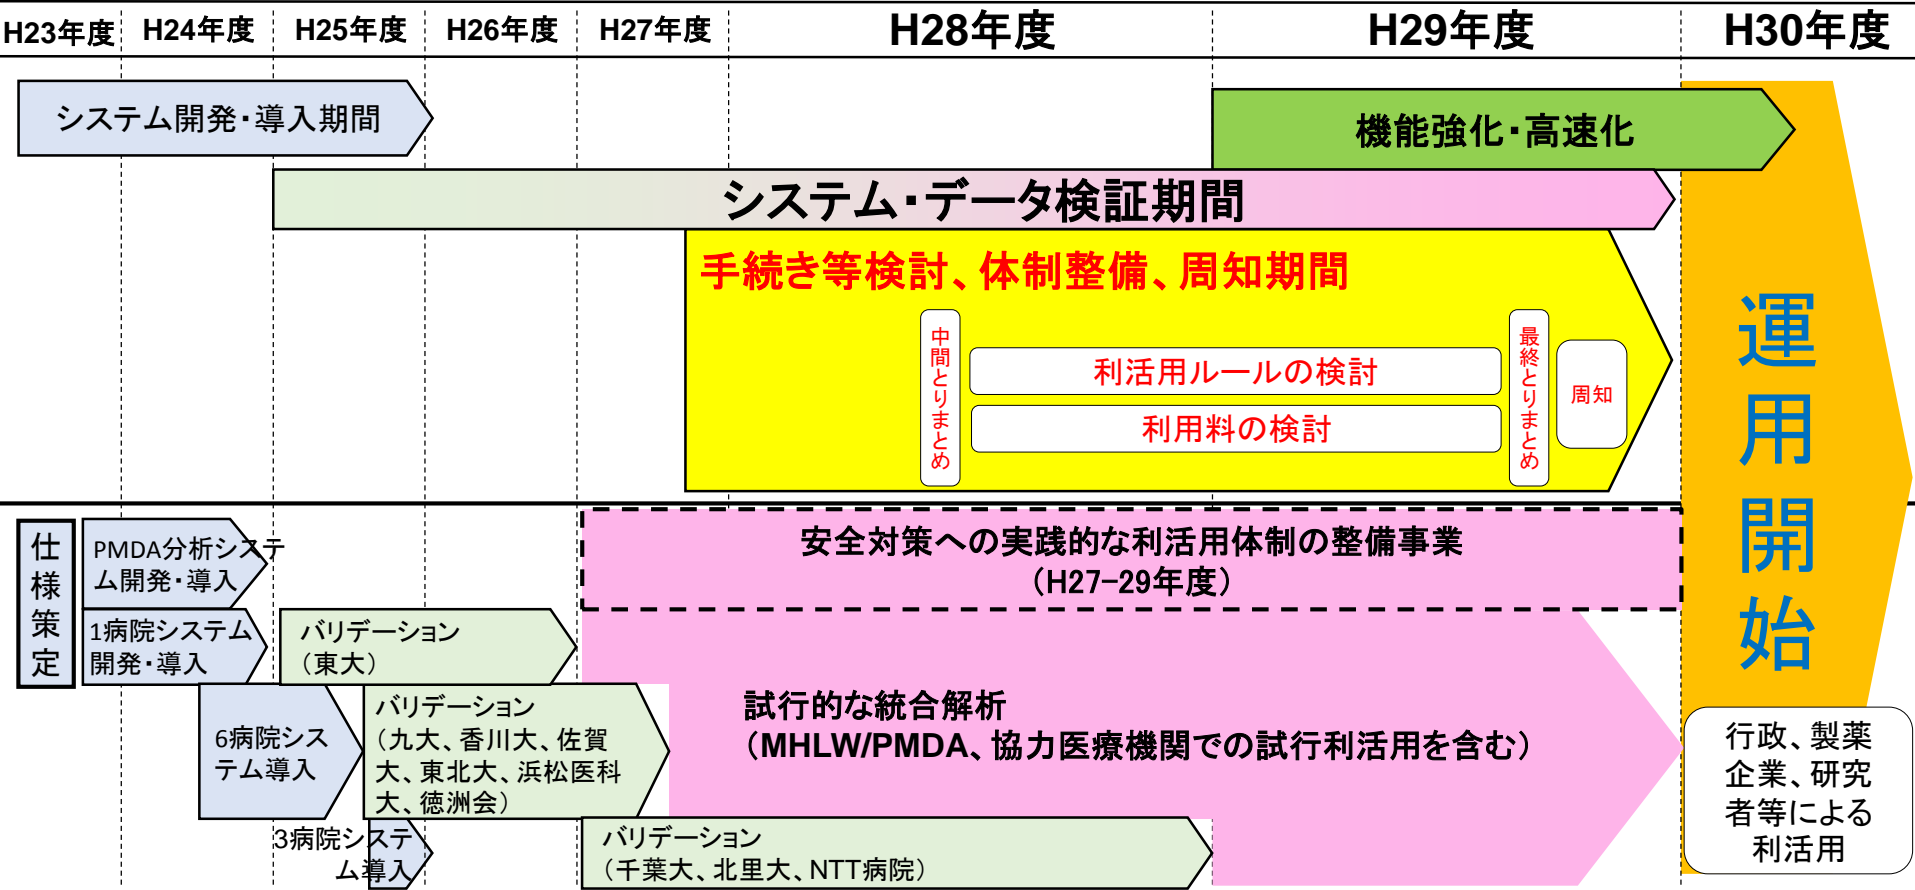 H23年度 H24年度 H25年度 H26年度 H27年度 H28年度 H29年度 H30年度
システム開発・導入期間
機能強化・高速化
システム・データ検証期間
手続き等検討、体制整備、周知期間
中間とりまとめ
利活用ルールの検討
利用料の検討
最終とりまとめ
周知
運用開始
仕様策定
PMDA分析システ
ム開発・導入
1病院システム
開発・導入
バリデーション
（東大）
6病院シス
テム導入
バリデーション
（九大、香川大、佐賀
大、東北大、浜松医科
大、徳洲会）
3病院システ
ム導入
バリデーション
（千葉大、北里大、NTT病院）
安全対策への実践的な利活用体制の整備事業
（H27−29年度）
試行的な統合解析
（MHLW/PMDA、協力医療機関での試行利活用を含む）
行政、製薬
企業、研究
者等による
利活用